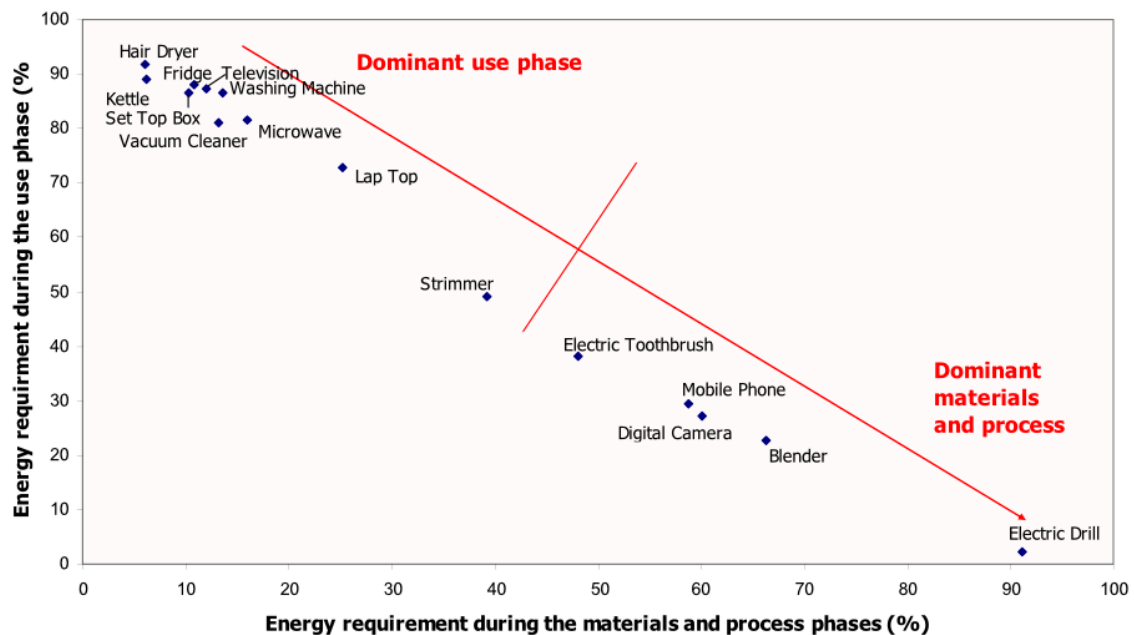 Energy requirment during the use phase (%
100
90
80
70
60
50
40
30
20
10
0
Hair Dryer
Fridge Television
Kettle
Washing Machine
Set Top Box
Microwave
Vacuum Cleaner
Lap Top
Strimmer
Electric Toothbrush
Mobile Phone
Digital Camera
Blender
Electric Drill
Dominant use phase
Dominant
materials
and process
0 10 20 30 40 50 60 70 80 90 100
Energy requirement during the materials and process phases (%)